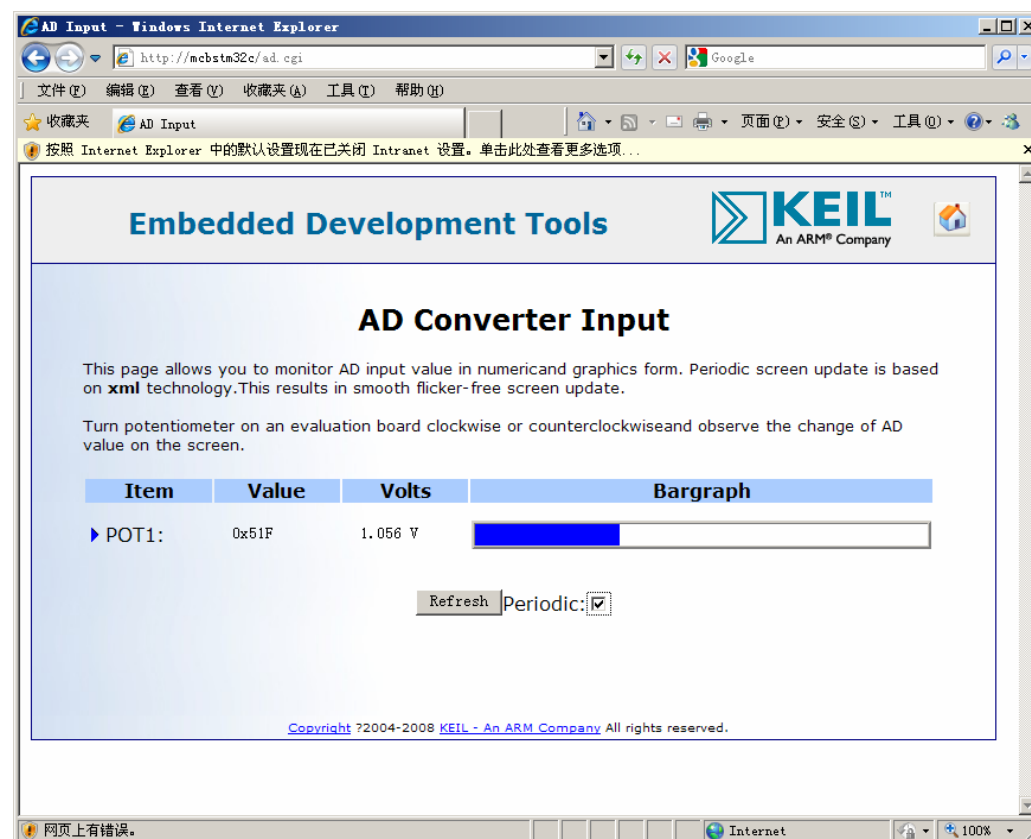 AD Input - Windows Internet Explorer
http://mcbstm32c/ad.cgi Google
文件(F) 编辑(E) 查看(V) 收藏夹(A) 工具(T) 帮助(H)
收藏夹 AD Input 页面(P) 安全(S) 工具(O)
按照 Internet Explorer 中的默认设置现在已关闭 Intranet 设置。单击此处查看更多选项...
Embedded Development Tools
KEIL™
An ARM® Company
AD Converter Input
This page allows you to monitor AD input value in numericand graphics form. Periodic screen update is based
on xml technology.This results in smooth flicker-free screen update.
Turn potentiometer on an evaluation board clockwise or counterclockwiseand observe the change of AD
value on the screen.
Item Value Volts Bargraph
POT1: 0x51F 1.056 V
Refresh Periodic:
Copyright ?2004-2008 KEIL - An ARM Company All rights reserved.
网页上有错误。 Internet 100%